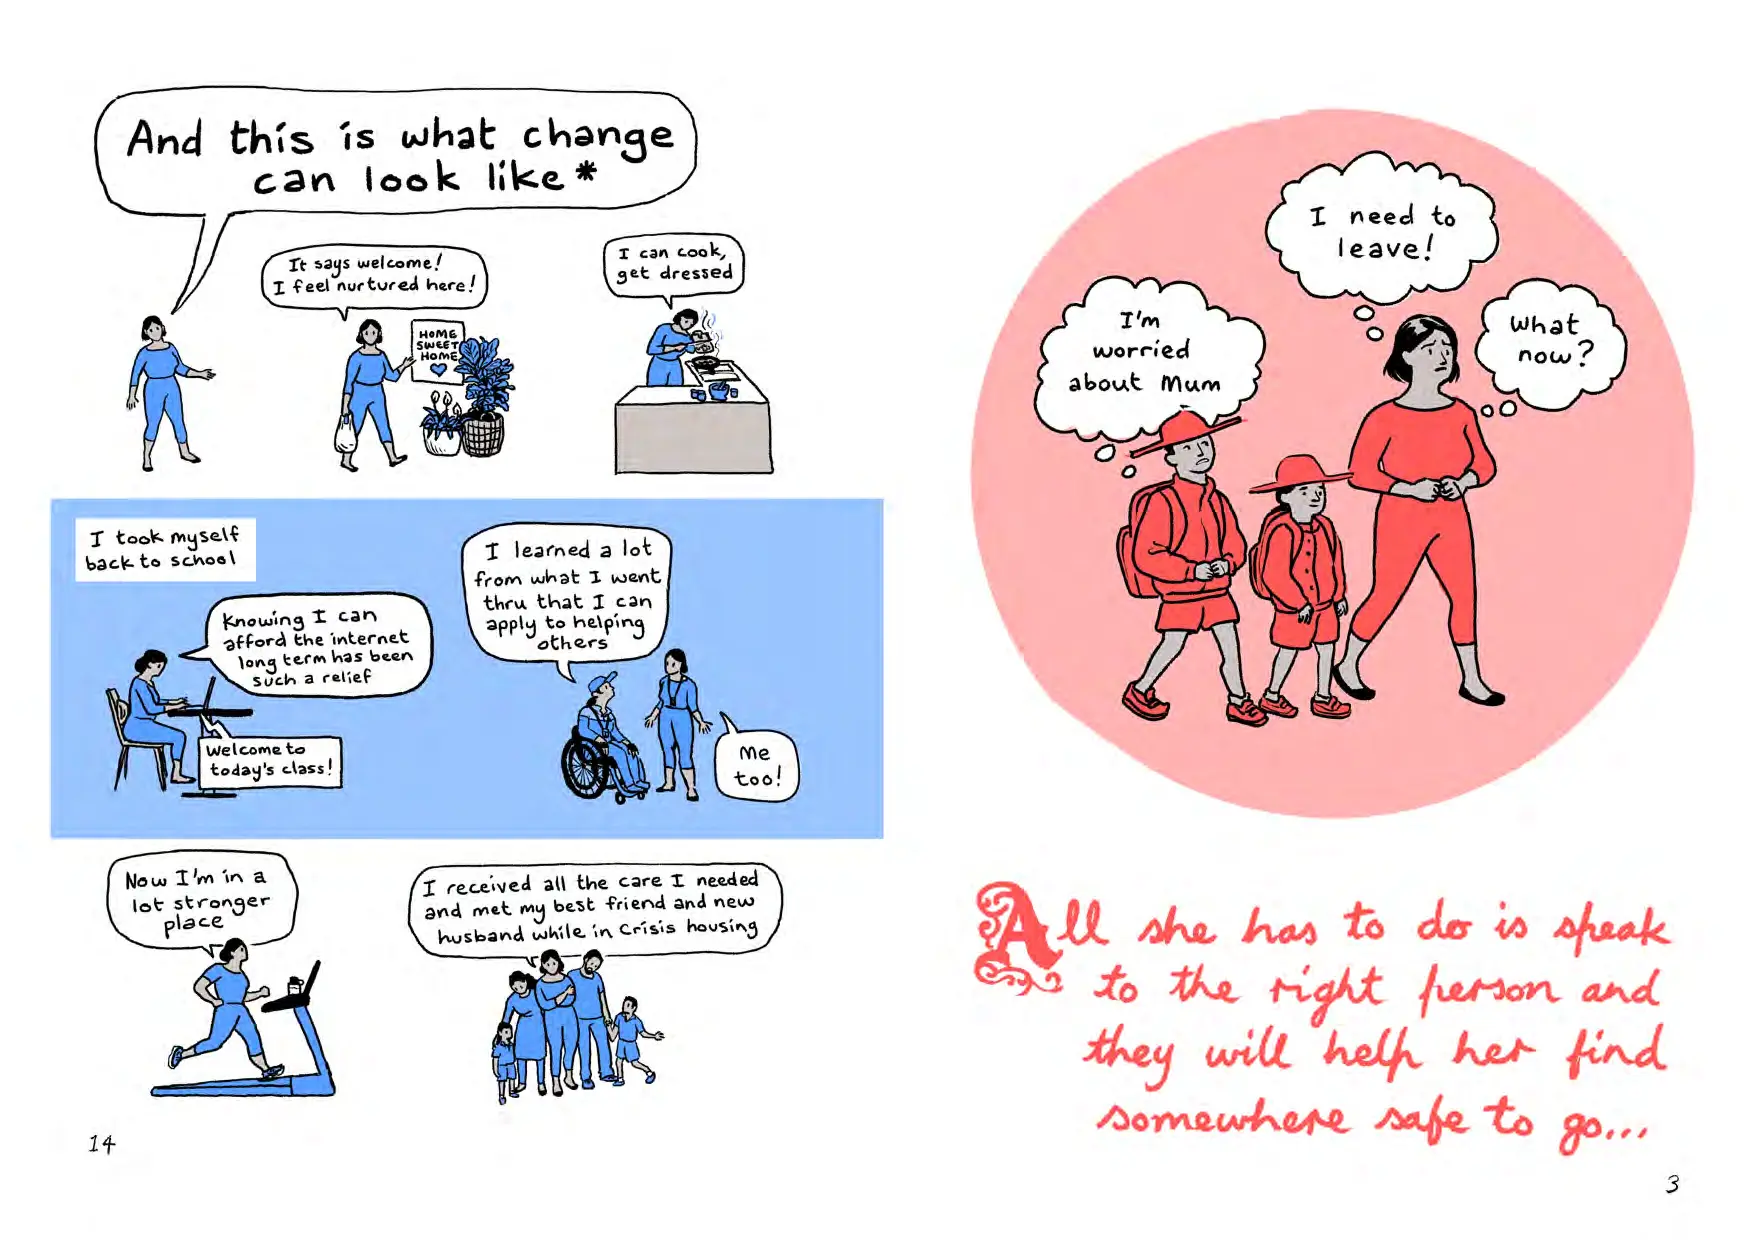 And this is what change
can look like*
It says welcome!
I feel nurtured here!
HOME
SWEET
HOME
I can cook,
get dressed
I took myself
back to school
Knowing I can
afford the internet
long term has been
such a relief
Welcome to
today's class!
I learned a lot
from what I went
thru that I can
apply to helping
others
Me
too!
Now I'm in a
lot stronger
place
I received all the care I needed
and met my best friend and new
husband while in Crisis housing
14
I need to
leave!
I'm
worried
about Mum
What
now?
All she has to do is speak
to the right person and
they will help her find
somewhere safe to go...
3